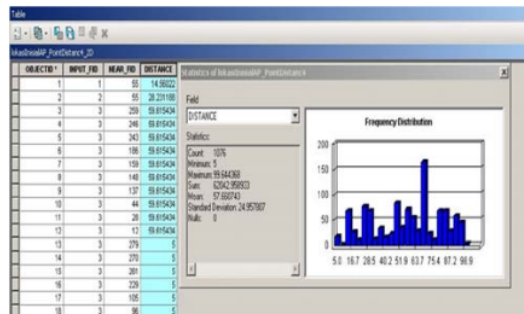 Table
OBJECTID * INPUT_FID NEAR_FID DISTANCE
1 1 55 14.56022
2 2 55 28.231188
3 3 259 59.615434
4 3 246 59.615434
5 3 243 59.615434
6 3 186 59.615434
7 3 159 59.615434
8 3 148 59.615434
9 3 137 59.615434
10 3 44 59.615434
11 3 28 59.615434
12 3 12 59.615434
13 3 279 5
14 3 270 5
15 3 261 5
16 3 229 5
17 3 105 5
18 3 96 5
Field
DISTANCE
Statistics:
Count: 1076
Minimum: 5
Maximum: 99.644368
Sum: 62042.958933
Mean: 57.660743
Standard Deviation: 24.957807
Nulls: 0
Frequency Distribution
200
150
100
50
0
5.0 16.7 28.5 40.2 51.9 63.7 75.4 87.2 98.9